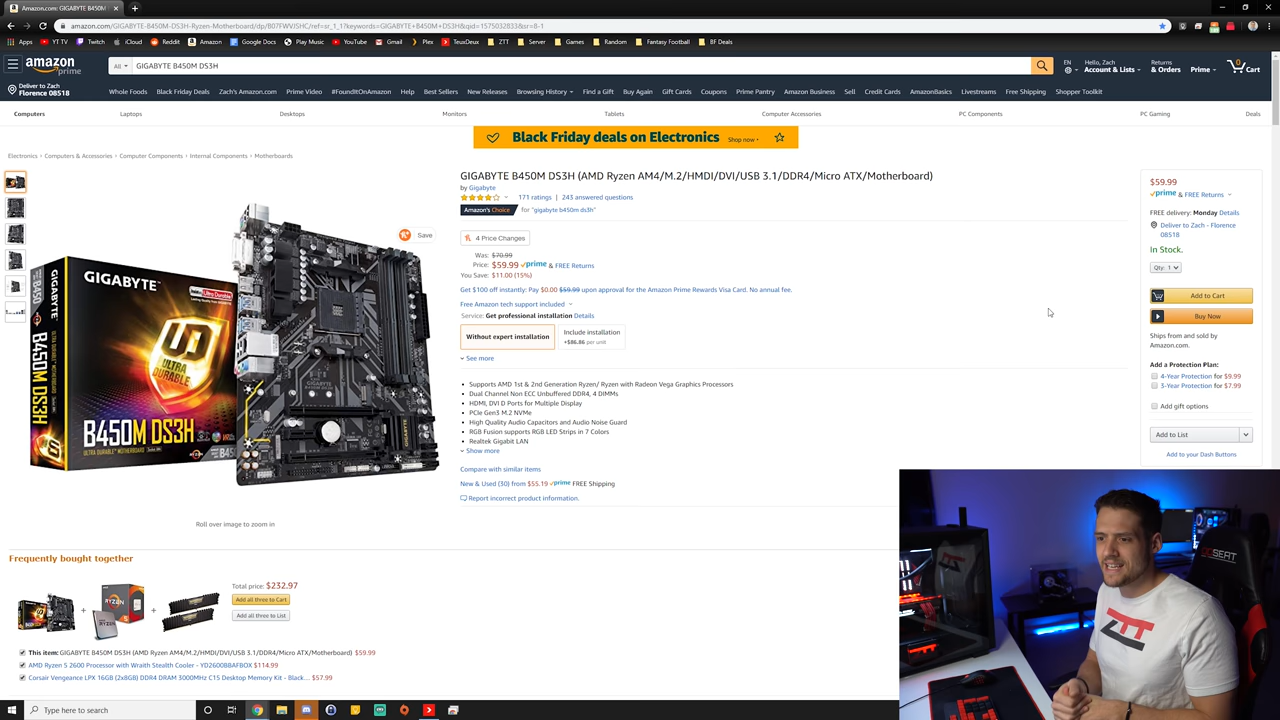 Amazon.com: GIGABYTE B450M DS3H
amazon.com/GIGABYTE-B450M-DS3H-Ryzen-Motherboard/dp/B07FWVJSHC/ref=sr_1_1?keywords=GIGABYTE+B450M+DS3H&qid=1575032833&sr=8-1
Apps YT TV Twitch iCloud Reddit Amazon Google Docs Play Music YouTube Gmail Plex TeuxDeux ZTT Server Games Random Fantasy Football BF Deals
amazon prime
All GIGABYTE B450M DS3H
EN Hello, Zach Account & Lists Returns & Orders Prime 0 Cart
Deliver to Zach
Florence 08518
Whole Foods Black Friday Deals Zach's Amazon.com Prime Video #FoundItOnAmazon Help Best Sellers New Releases Browsing History Find a Gift Buy Again Gift Cards Coupons Prime Pantry Amazon Business Sell Credit Cards AmazonBasics Livestreams Free Shipping Shopper Toolkit
Computers Laptops Desktops Monitors Tablets Computer Accessories PC Components PC Gaming Deals
Black Friday deals on Electronics Shop now ›
Electronics › Computers & Accessories › Computer Components › Internal Components › Motherboards
GIGABYTE B450M DS3H (AMD Ryzen AM4/M.2/HMDI/DVI/USB 3.1/DDR4/Micro ATX/Motherboard)
by Gigabyte
171 ratings | 243 answered questions
Amazon's Choice for "gigabyte b450m ds3h"
Save
4 Price Changes
Was: $70.99
Price: $59.99 prime & FREE Returns
You Save: $11.00 (15%)
Get $100 off instantly: Pay $0.00 $59.99 upon approval for the Amazon Prime Rewards Visa Card. No annual fee.
Free Amazon tech support included
Service: Get professional installation Details
Without expert installation
Include installation
+$86.86 per unit
See more
Supports AMD 1st & 2nd Generation Ryzen/ Ryzen with Radeon Vega Graphics Processors
Dual Channel Non ECC Unbuffered DDR4, 4 DIMMs
HDMI, DVI D Ports for Multiple Display
PCIe Gen3 M.2 NVMe
High Quality Audio Capacitors and Audio Noise Guard
RGB Fusion supports RGB LED Strips in 7 Colors
Realtek Gigabit LAN
Show more
Compare with similar items
New & Used (30) from $55.19 prime FREE Shipping
Report incorrect product information.
GIGABYTE
ULTRA DURABLE
B450M DS3H
B450M DS3H
Roll over image to zoom in
$59.99
prime & FREE Returns
FREE delivery: Monday Details
Deliver to Zach - Florence
08518
In Stock.
Qty: 1
Add to Cart
Buy Now
Ships from and sold by
Amazon.com.
Add a Protection Plan:
4-Year Protection for $9.99
3-Year Protection for $7.99
Add gift options
Add to List
Add to your Dash Buttons
Frequently bought together
Total price: $232.97
Add all three to Cart
Add all three to List
This item: GIGABYTE B450M DS3H (AMD Ryzen AM4/M.2/HMDI/DVI/USB 3.1/DDR4/Micro ATX/Motherboard) $59.99
AMD Ryzen 5 2600 Processor with Wraith Stealth Cooler - YD2600BBAFBOX $114.99
Corsair Vengeance LPX 16GB (2x8GB) DDR4 DRAM 3000MHz C15 Desktop Memory Kit - Black... $57.99
Type here to search